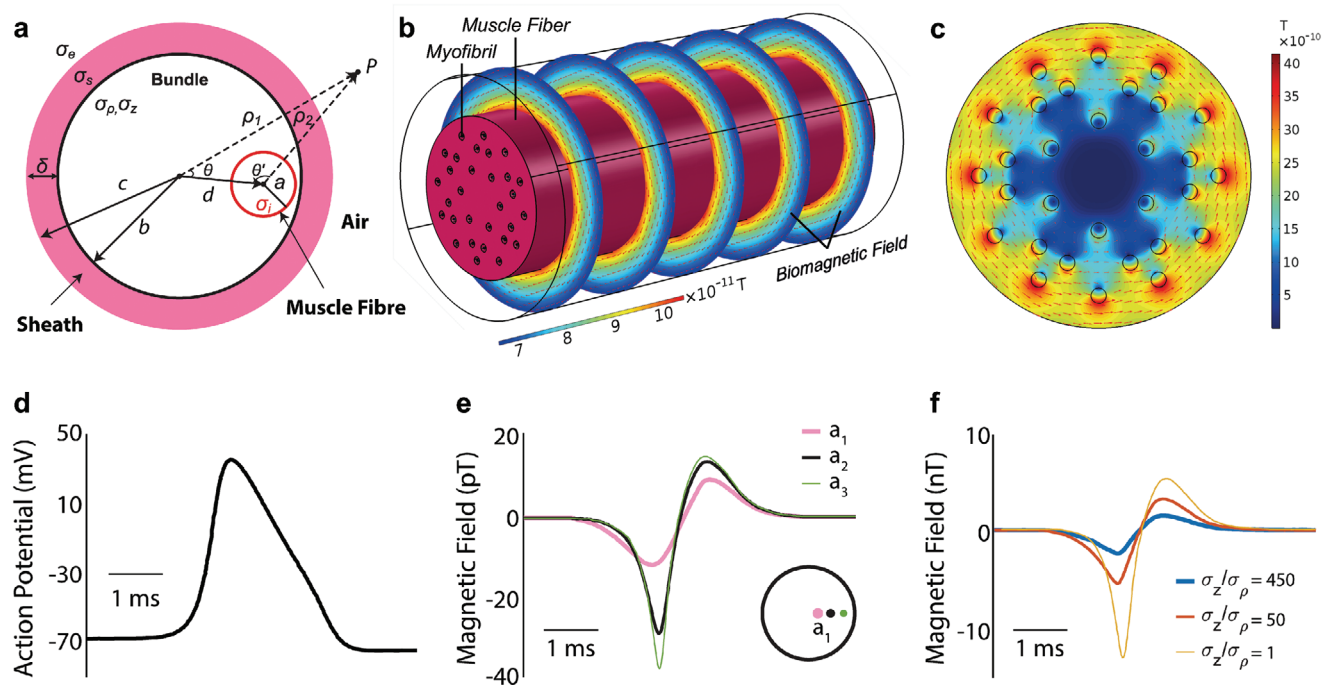 a
σe
σs
Bundle
σρ,σz
P
ρ1
ρ2
δ
θ
θ'
a
c
d
σi
b
Air
Sheath
Muscle Fibre
b
Muscle Fiber
Myofibril
Biomagnetic Field
×10⁻¹¹ T
7
8
9
10
c
T
×10⁻¹⁰
40
35
30
25
20
15
10
5
d
Action Potential (mV)
50
10
-30
-70
1 ms
e
Magnetic Field (pT)
20
0
-20
-40
a1
a2
a3
1 ms
a1
f
Magnetic Field (nT)
10
0
-10
1 ms
σz/σρ = 450
σz/σρ = 50
σz/σρ = 1